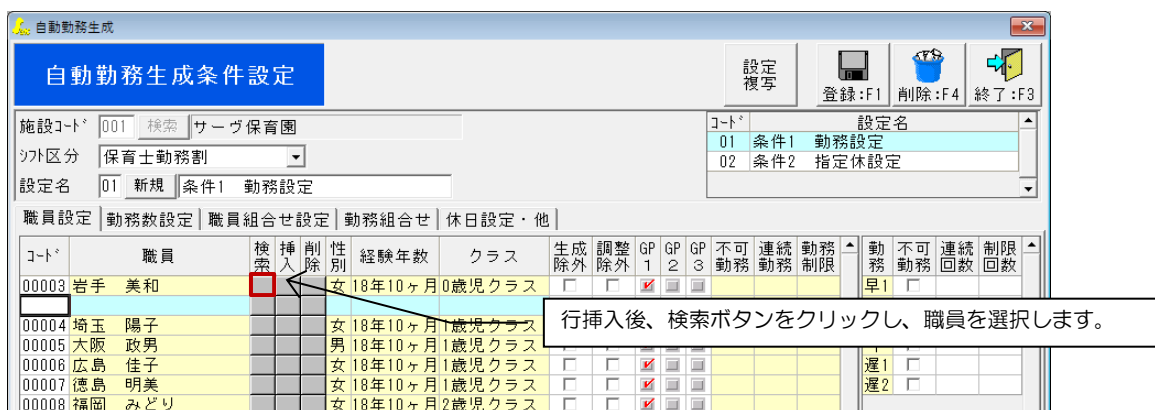 自動勤務生成
自動勤務生成条件設定
設定
複写
登録:F1
削除:F4
終了:F3
施設ｺｰﾄﾞ 001 検索 サーヴ保育園
ｼﾌﾄ区分 保育士勤務割
設定名 01 新規 条件1 勤務設定
ｺｰﾄﾞ 設定名
01 条件1 勤務設定
02 条件2 指定休設定
職員設定 勤務数設定 職員組合せ設定 勤務組合せ 休日設定・他
ｺｰﾄﾞ 職員 検索 挿入 削除 性別 経験年数 クラス 生成除外 調整除外 GP1 GP2 GP3 不可勤務 連続勤務 勤務制限
勤務 不可勤務 連続回数 制限回数
00003 岩手 美和 女 18年10ヶ月 0歳児クラス 早1
行挿入後、検索ボタンをクリックし、職員を選択します。
00004 埼玉 陽子 女 18年10ヶ月 1歳児クラス
00005 大阪 政男 男 18年10ヶ月 1歳児クラス
00006 広島 佳子 女 18年10ヶ月 1歳児クラス 遅1
00007 徳島 明美 女 18年10ヶ月 1歳児クラス 遅2
00008 福岡 みどり 女 18年10ヶ月 2歳児クラス